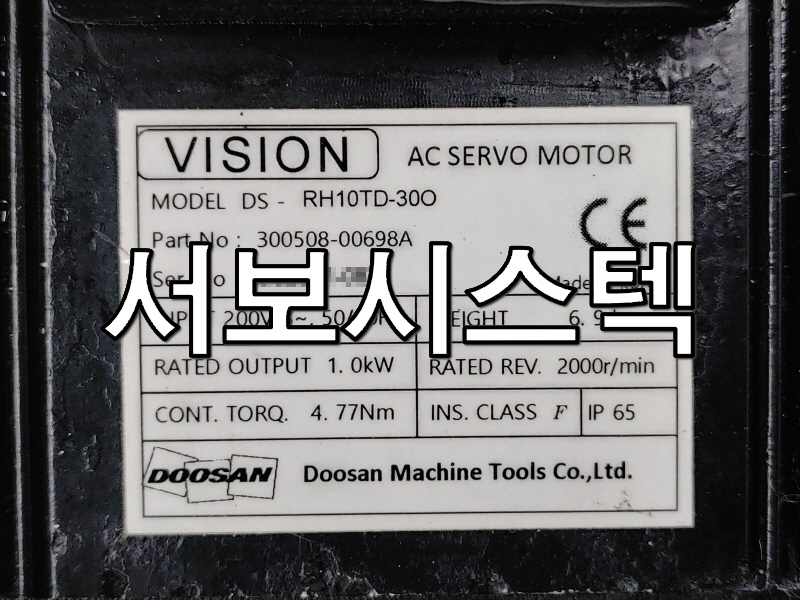 VISION AC SERVO MOTOR
MODEL DS - RH10TD-30O
Part No : 300508-00698A
CE
서보시스텍
RATED OUTPUT 1.0kW RATED REV. 2000r/min
CONT. TORQ. 4.77Nm INS. CLASS F IP 65
DOOSAN Doosan Machine Tools Co.,Ltd.